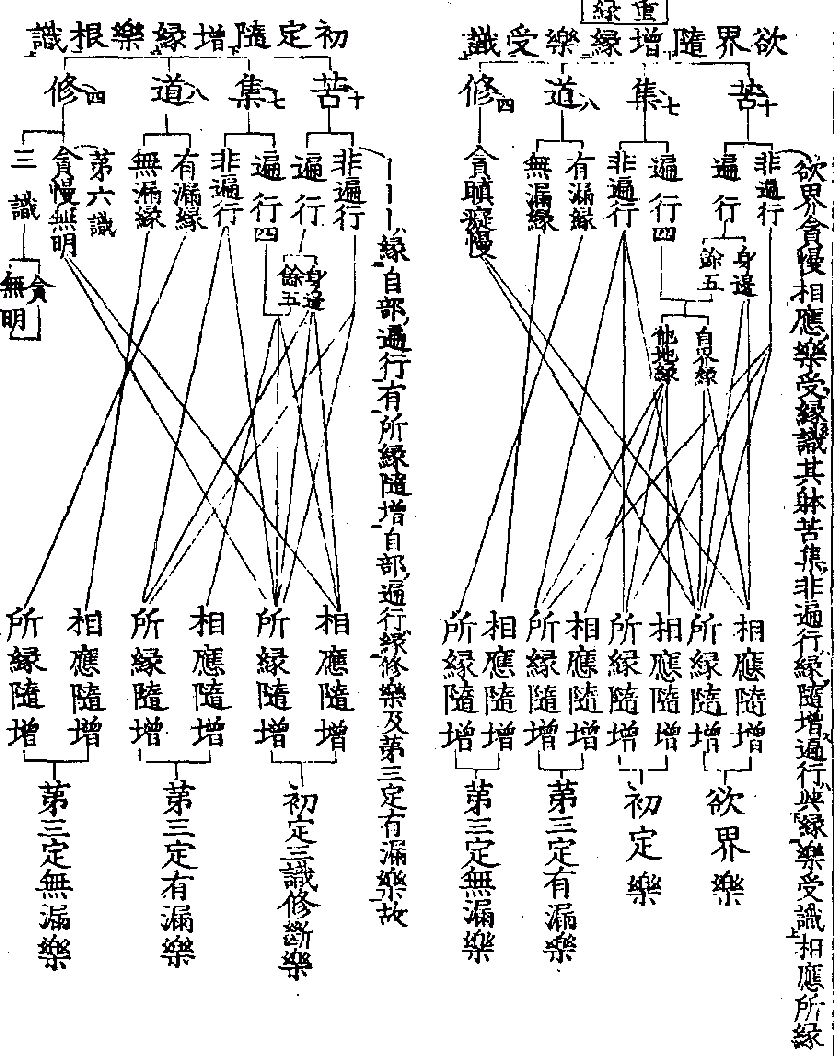 重緣
欲界隨增緣樂受識
苦十
集七
道八
修四
非遍行
遍行
身邊
餘五
遍行四
自界緣
他地緣
非遍行
有漏緣
無漏緣
貪瞋癡慢
相應隨增
所緣隨增
欲界樂
相應隨增
所緣隨增
初定樂
相應隨增
所緣隨增
第三定有漏樂
相應隨增
所緣隨增
第三定無漏樂
欲界貪慢相應樂受緣識其躰苦集非遍行緣隨增遍行與緣樂受識相應所緣
初定隨增緣樂根識
苦十
集七
道八
修四
非遍行
遍行
身邊
餘五
遍行四
非遍行
有漏緣
無漏緣
第六識
貪慢無明
三識
貪
無明
相應隨增
所緣隨增
初定三識修斷樂
相應隨增
所緣隨增
第三定有漏樂
相應隨增
所緣隨增
第三定無漏樂
緣自部遍行有所緣隨增自部遍行緣修樂及第三定有漏樂故